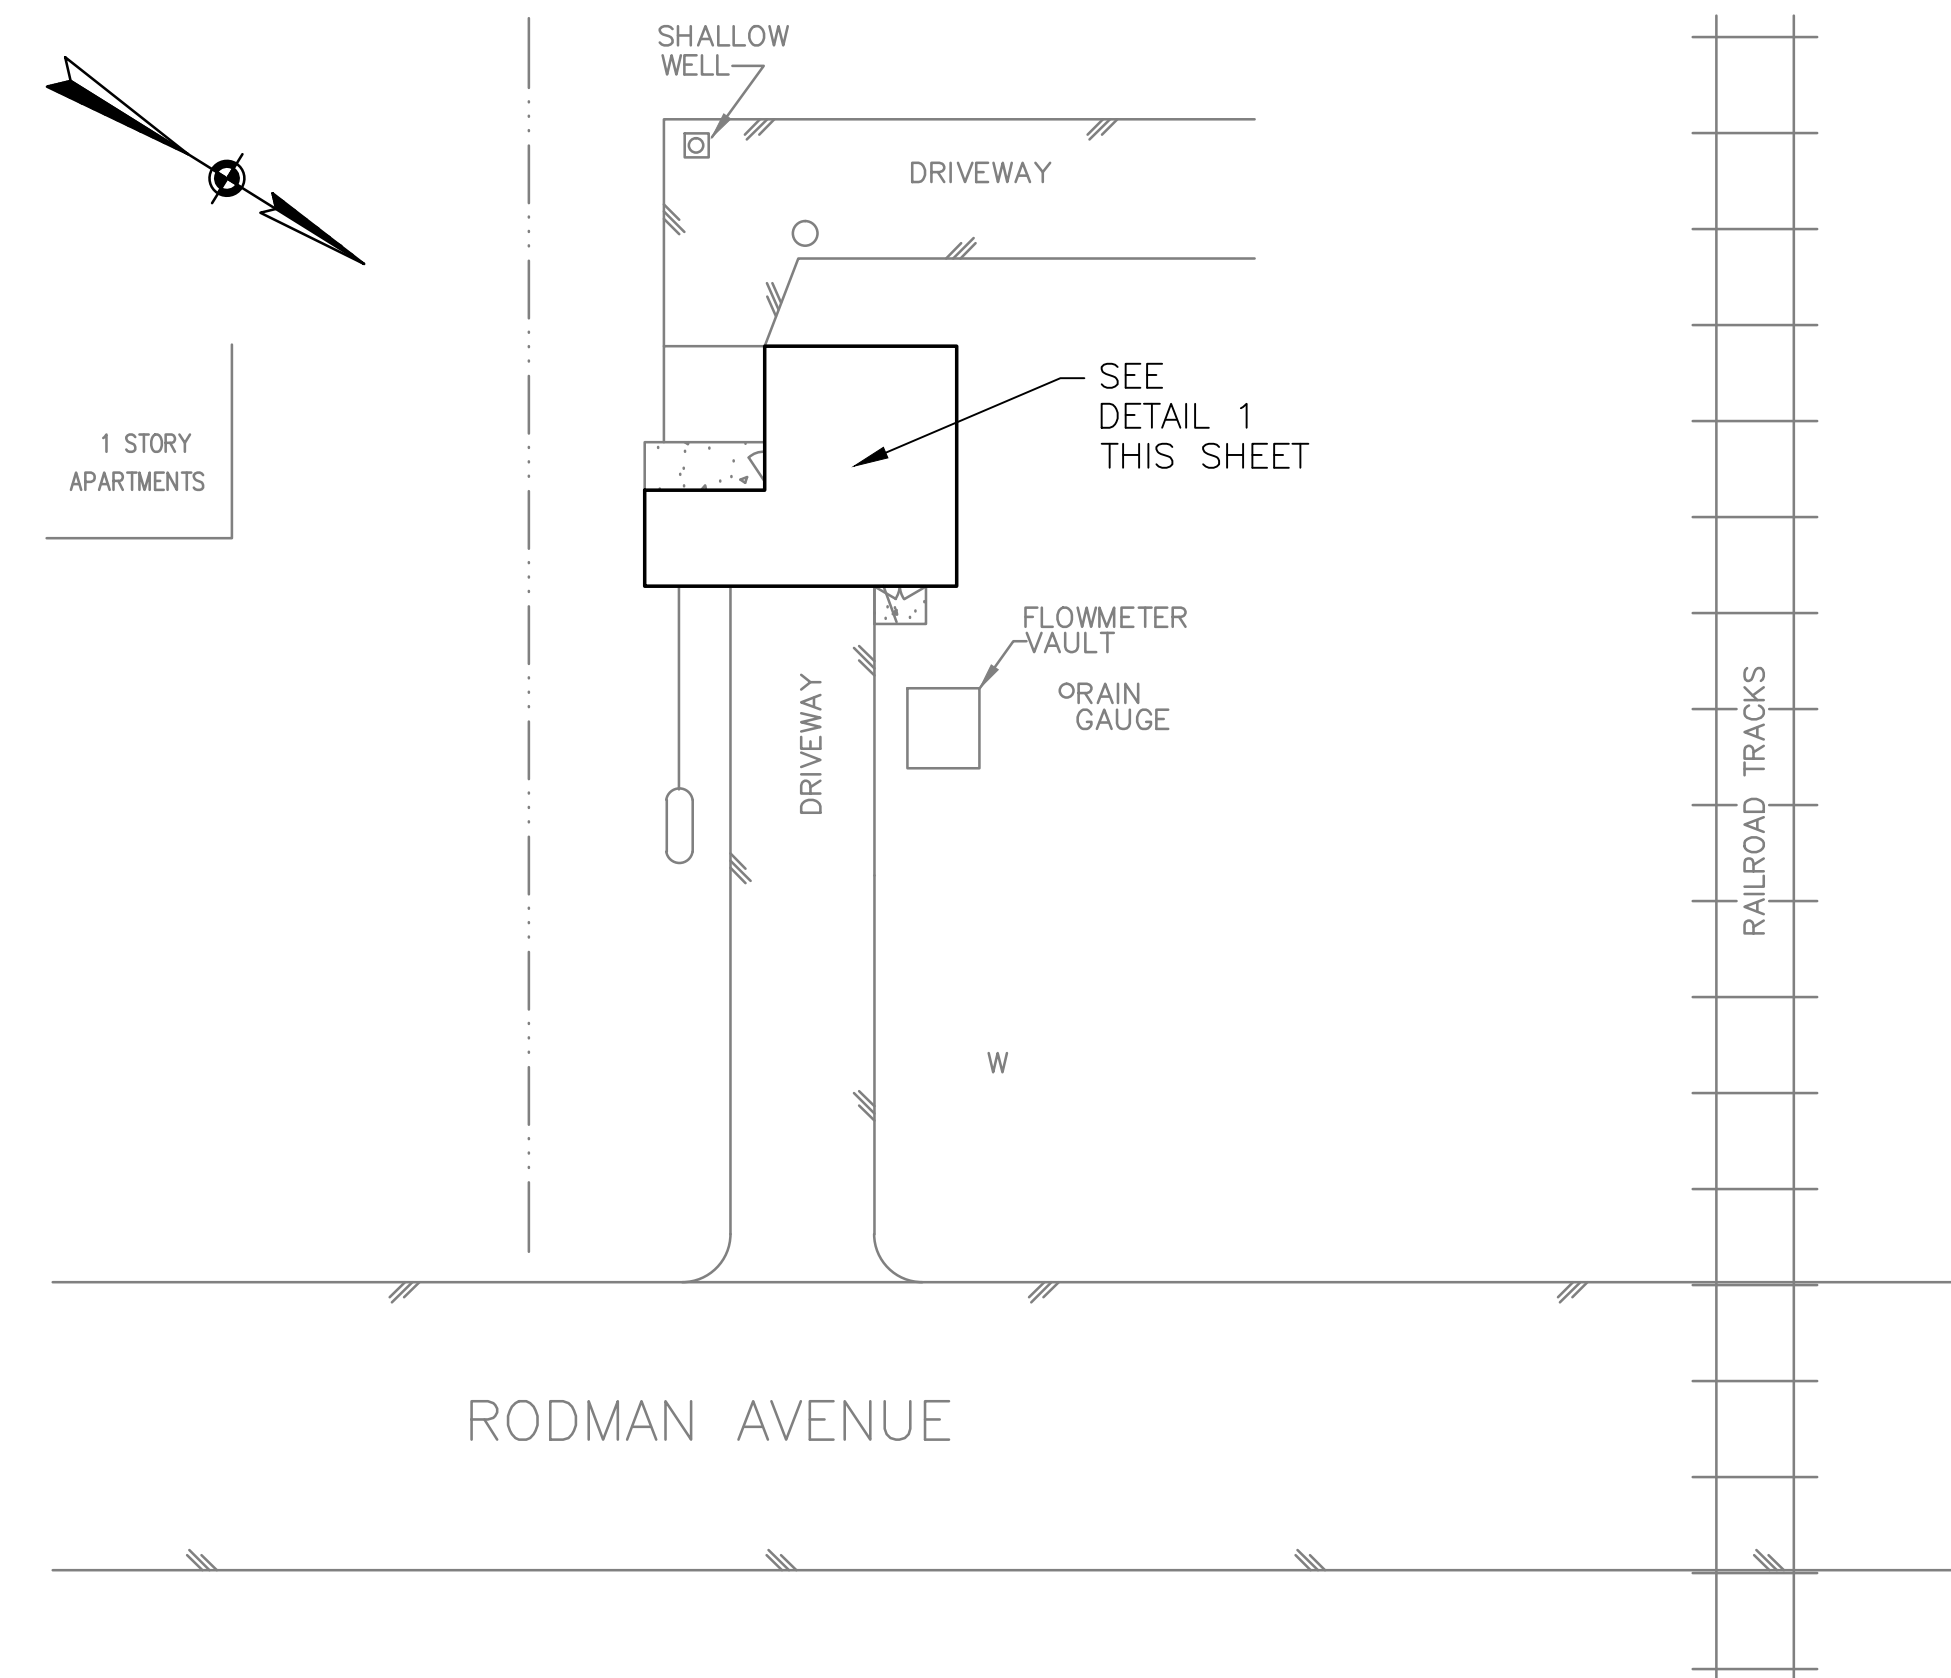 SHALLOW
WELL
DRIVEWAY
SEE
DETAIL 1
THIS SHEET
1 STORY
APARTMENTS
FLOWMETER
VAULT
RAIN
GAUGE
DRIVEWAY
RAILROAD TRACKS
W
RODMAN AVENUE